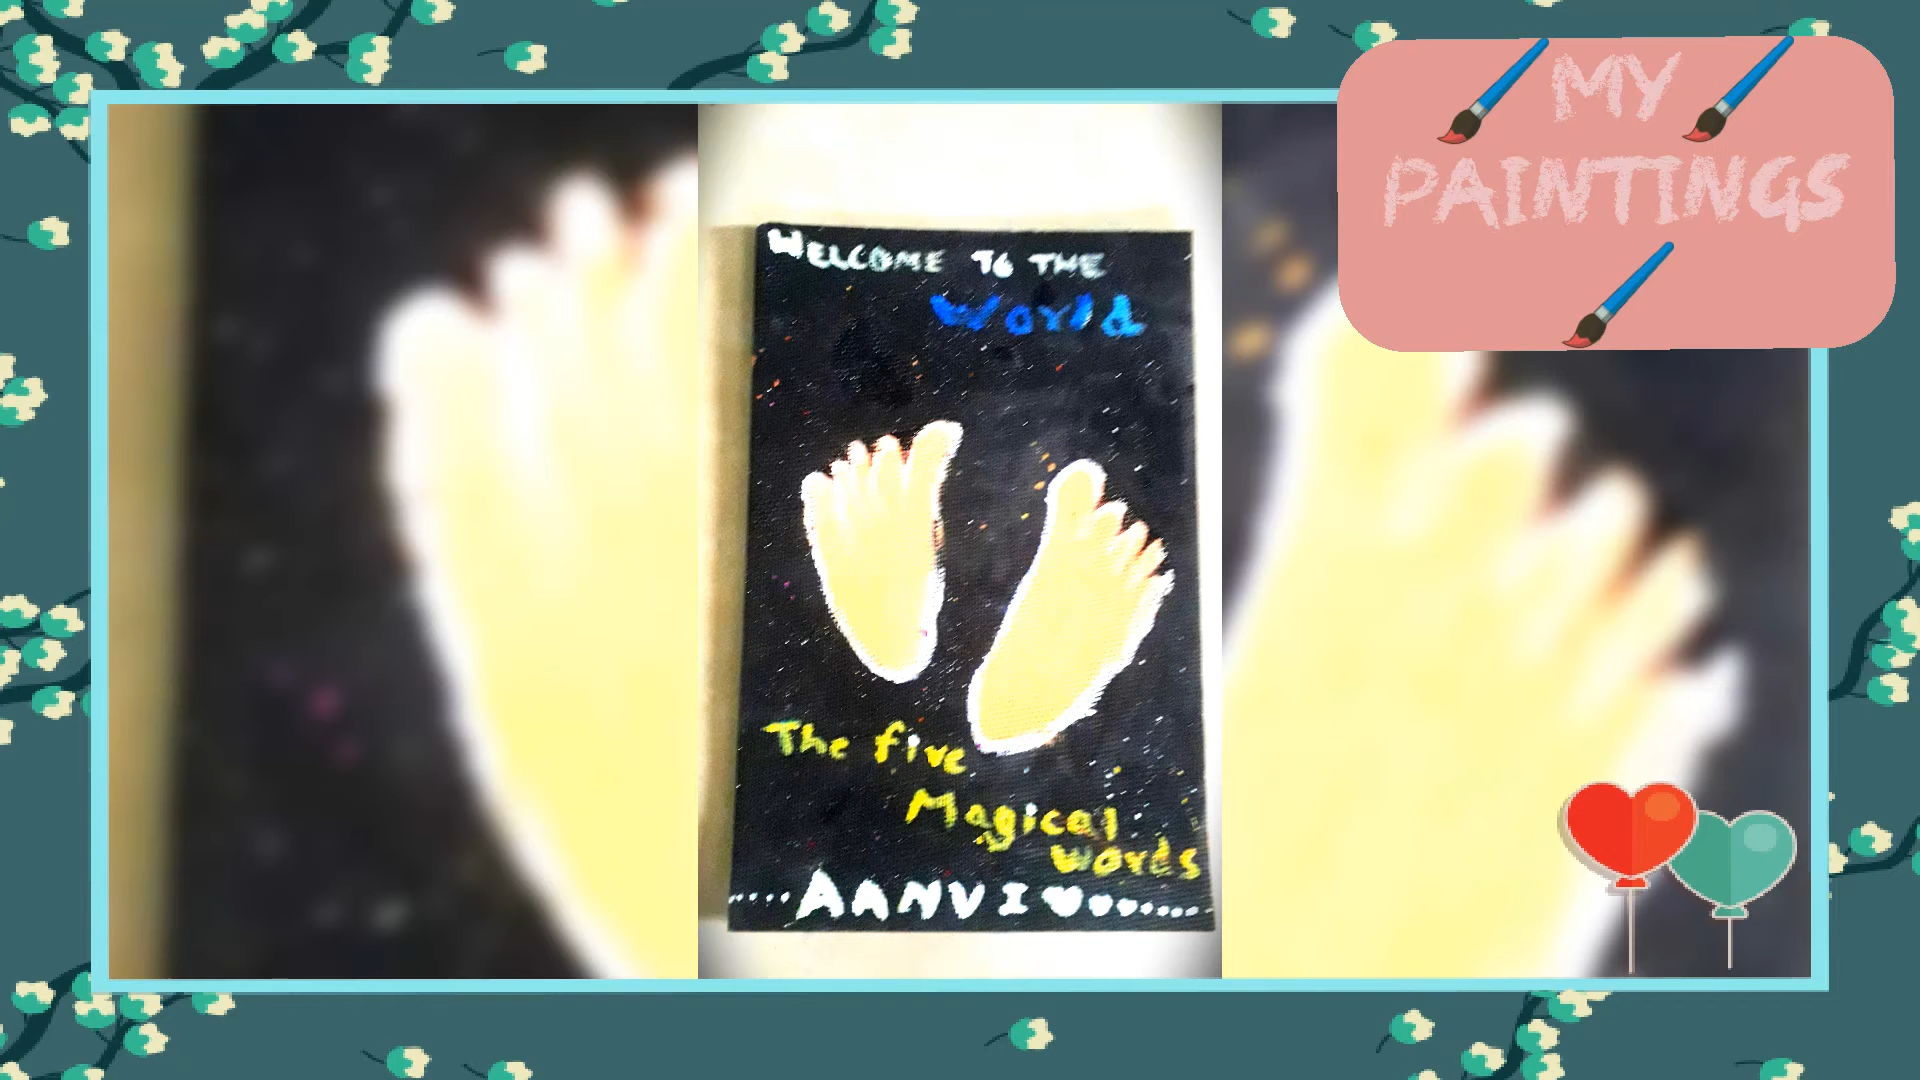 MY
PAINTINGS
WELCOME TO THE
World
The five
Magical
words
AANVI